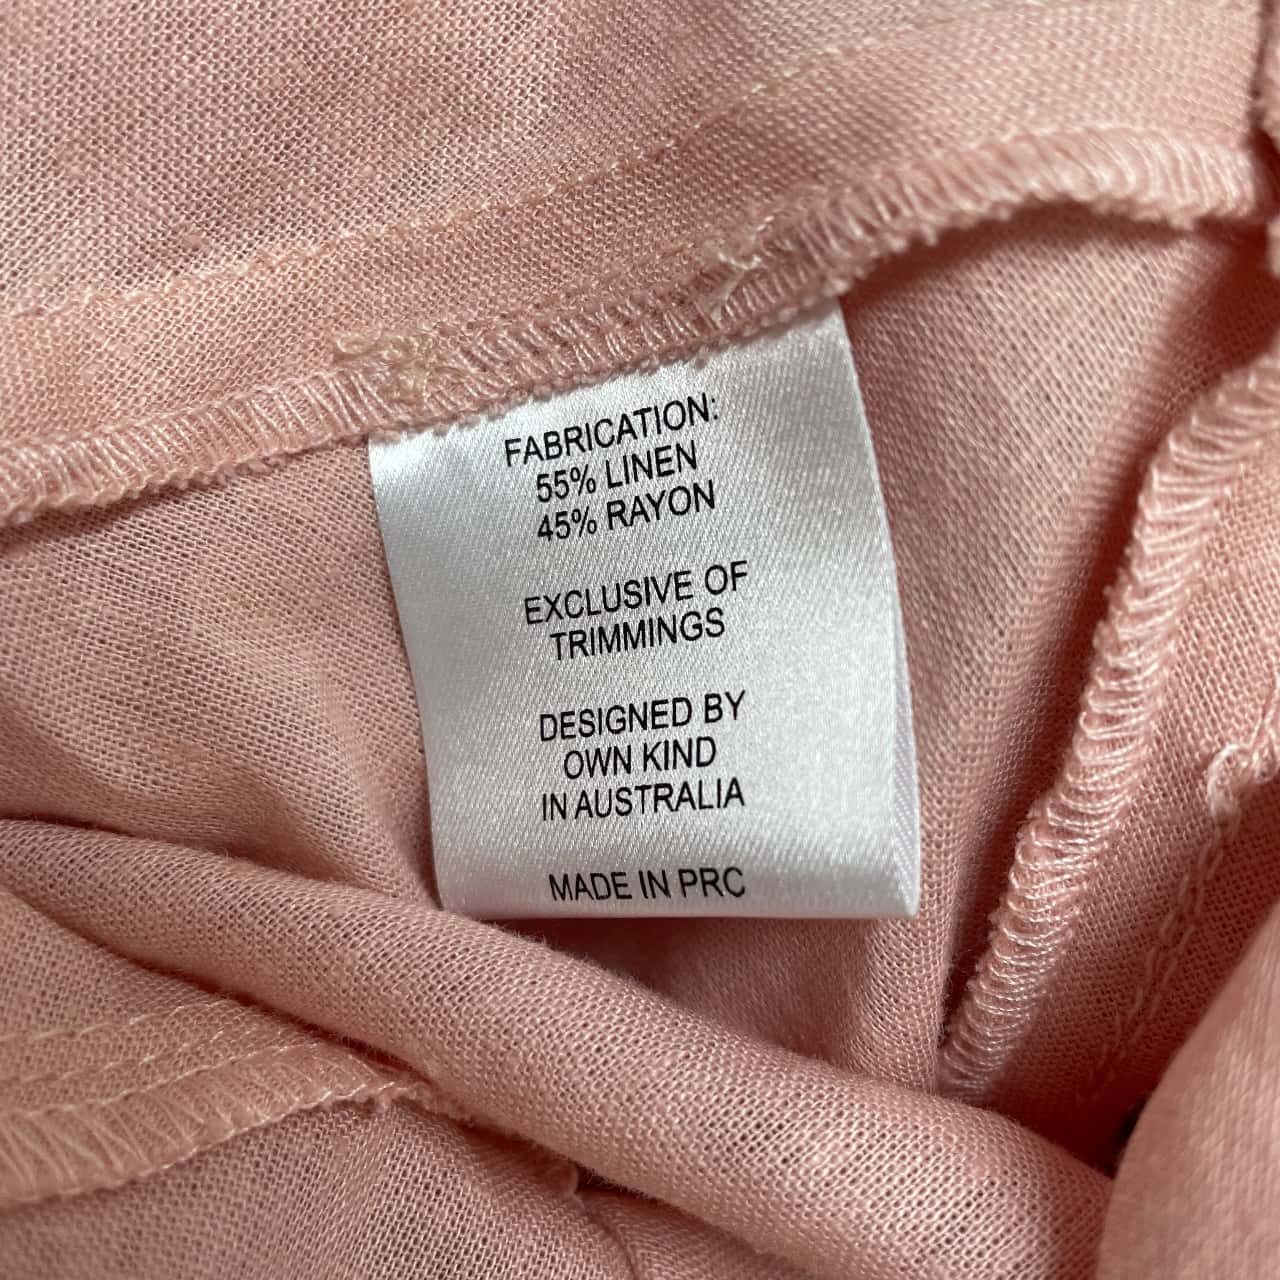 FABRICATION:
55% LINEN
45% RAYON
EXCLUSIVE OF
TRIMMINGS
DESIGNED BY
OWN KIND
IN AUSTRALIA
MADE IN PRC